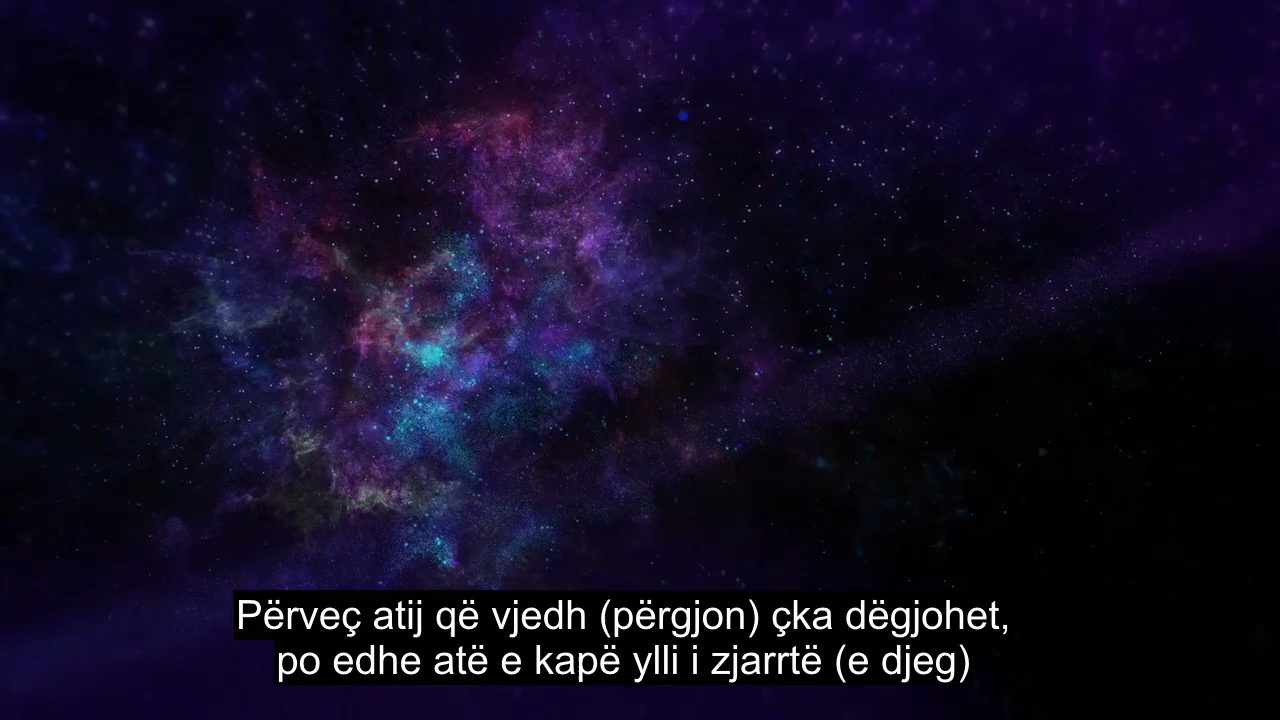 Përveç atij që vjedh (përgjon) çka dëgjohet,
po edhe atë e kapë ylli i zjarrtë (e djeg)